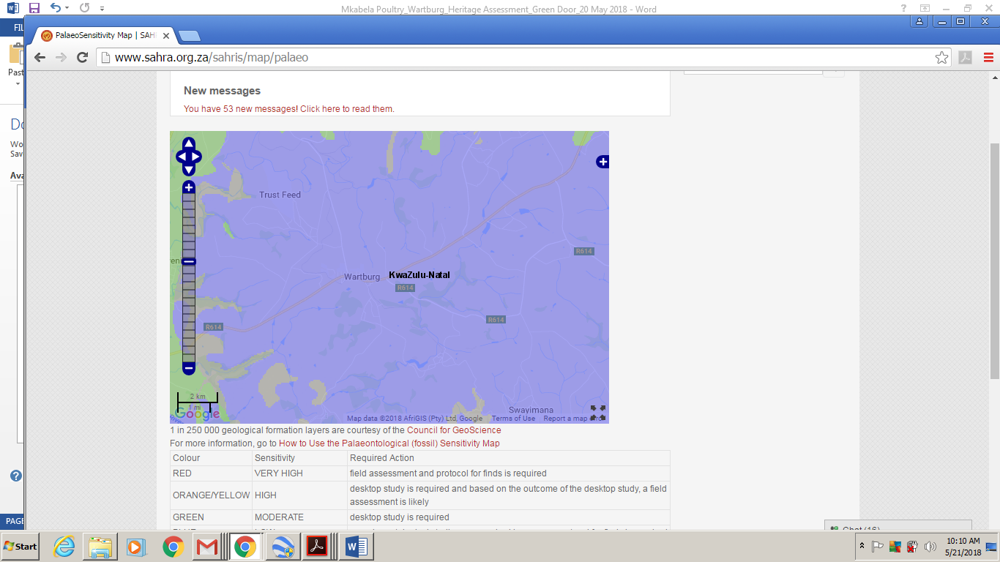 Mkabela Poultry_Wartburg_Heritage Assessment_Green Door_20 May 2018 - Word
FIL
PalaeoSensitivity Map | SAH
www.sahra.org.za/sahris/map/palaeo
Past
New messages
You have 53 new messages! Click here to read them.
Do
Wo
Sav
Ava
Trust Feed
R614
Wartburg
KwaZulu-Natal
R614
R614
R614
2 km
1 mi
Google
Swayimana
Map data ©2018 AfriGIS (Pty) Ltd, Google Terms of Use Report a map error
1 in 250 000 geological formation layers are courtesy of the Council for GeoScience
For more information, go to How to Use the Palaeontological (fossil) Sensitivity Map
Colour Sensitivity Required Action
RED VERY HIGH field assessment and protocol for finds is required
ORANGE/YELLOW HIGH desktop study is required and based on the outcome of the desktop study, a field
assessment is likely
GREEN MODERATE desktop study is required
PAGE
Chat (16)
Start
10:10 AM
5/21/2018